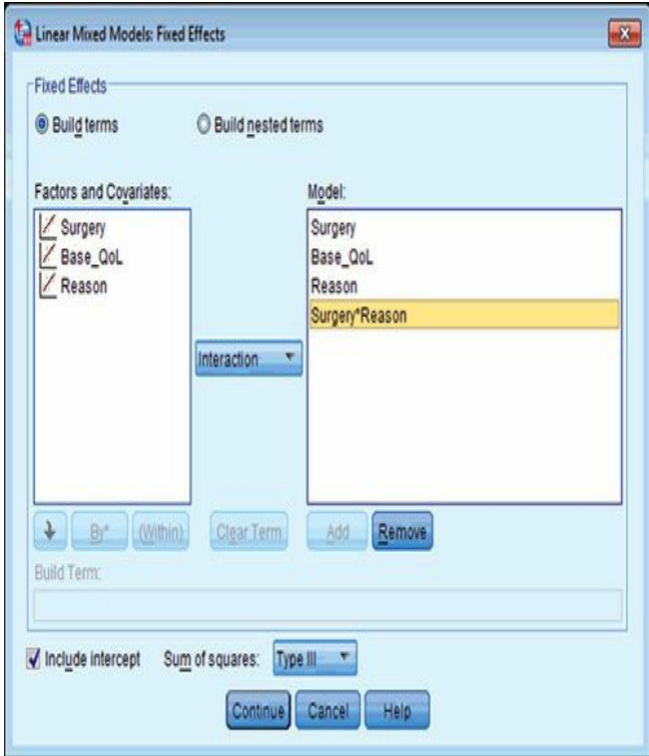 Linear Mixed Models: Fixed Effects
Fixed Effects
Build terms
Build nested terms
Factors and Covariates:
Surgery
Base_QoL
Reason
Interaction
Model:
Surgery
Base_QoL
Reason
Surgery*Reason
By*
(Within)
Clear Term
Add
Remove
Build Term:
Include intercept
Sum of squares:
Type III
Continue
Cancel
Help